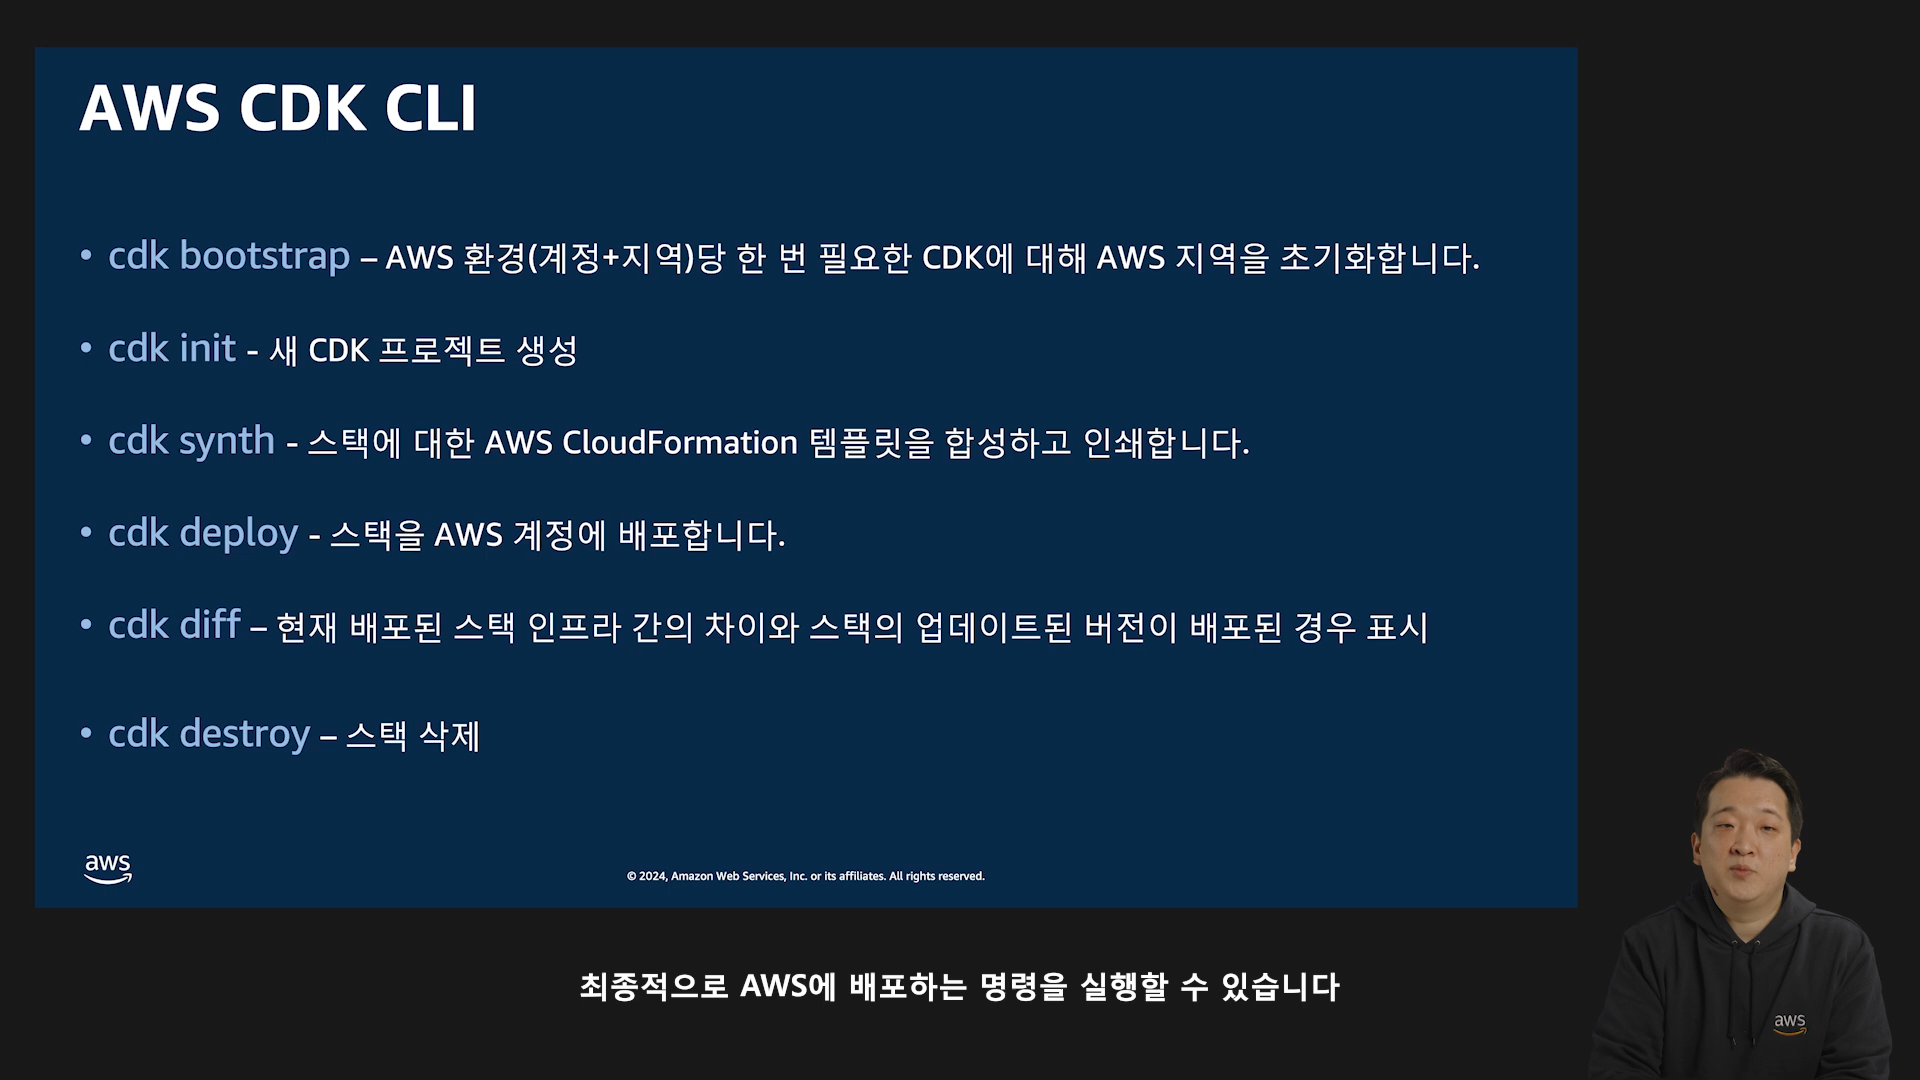 AWS CDK CLI
• cdk bootstrap – AWS 환경(계정+지역)당 한 번 필요한 CDK에 대해 AWS 지역을 초기화합니다.
• cdk init - 새 CDK 프로젝트 생성
• cdk synth - 스택에 대한 AWS CloudFormation 템플릿을 합성하고 인쇄합니다.
• cdk deploy - 스택을 AWS 계정에 배포합니다.
• cdk diff – 현재 배포된 스택 인프라 간의 차이와 스택의 업데이트된 버전이 배포된 경우 표시
• cdk destroy – 스택 삭제
aws
© 2024, Amazon Web Services, Inc. or its affiliates. All rights reserved.
최종적으로 AWS에 배포하는 명령을 실행할 수 있습니다
aws